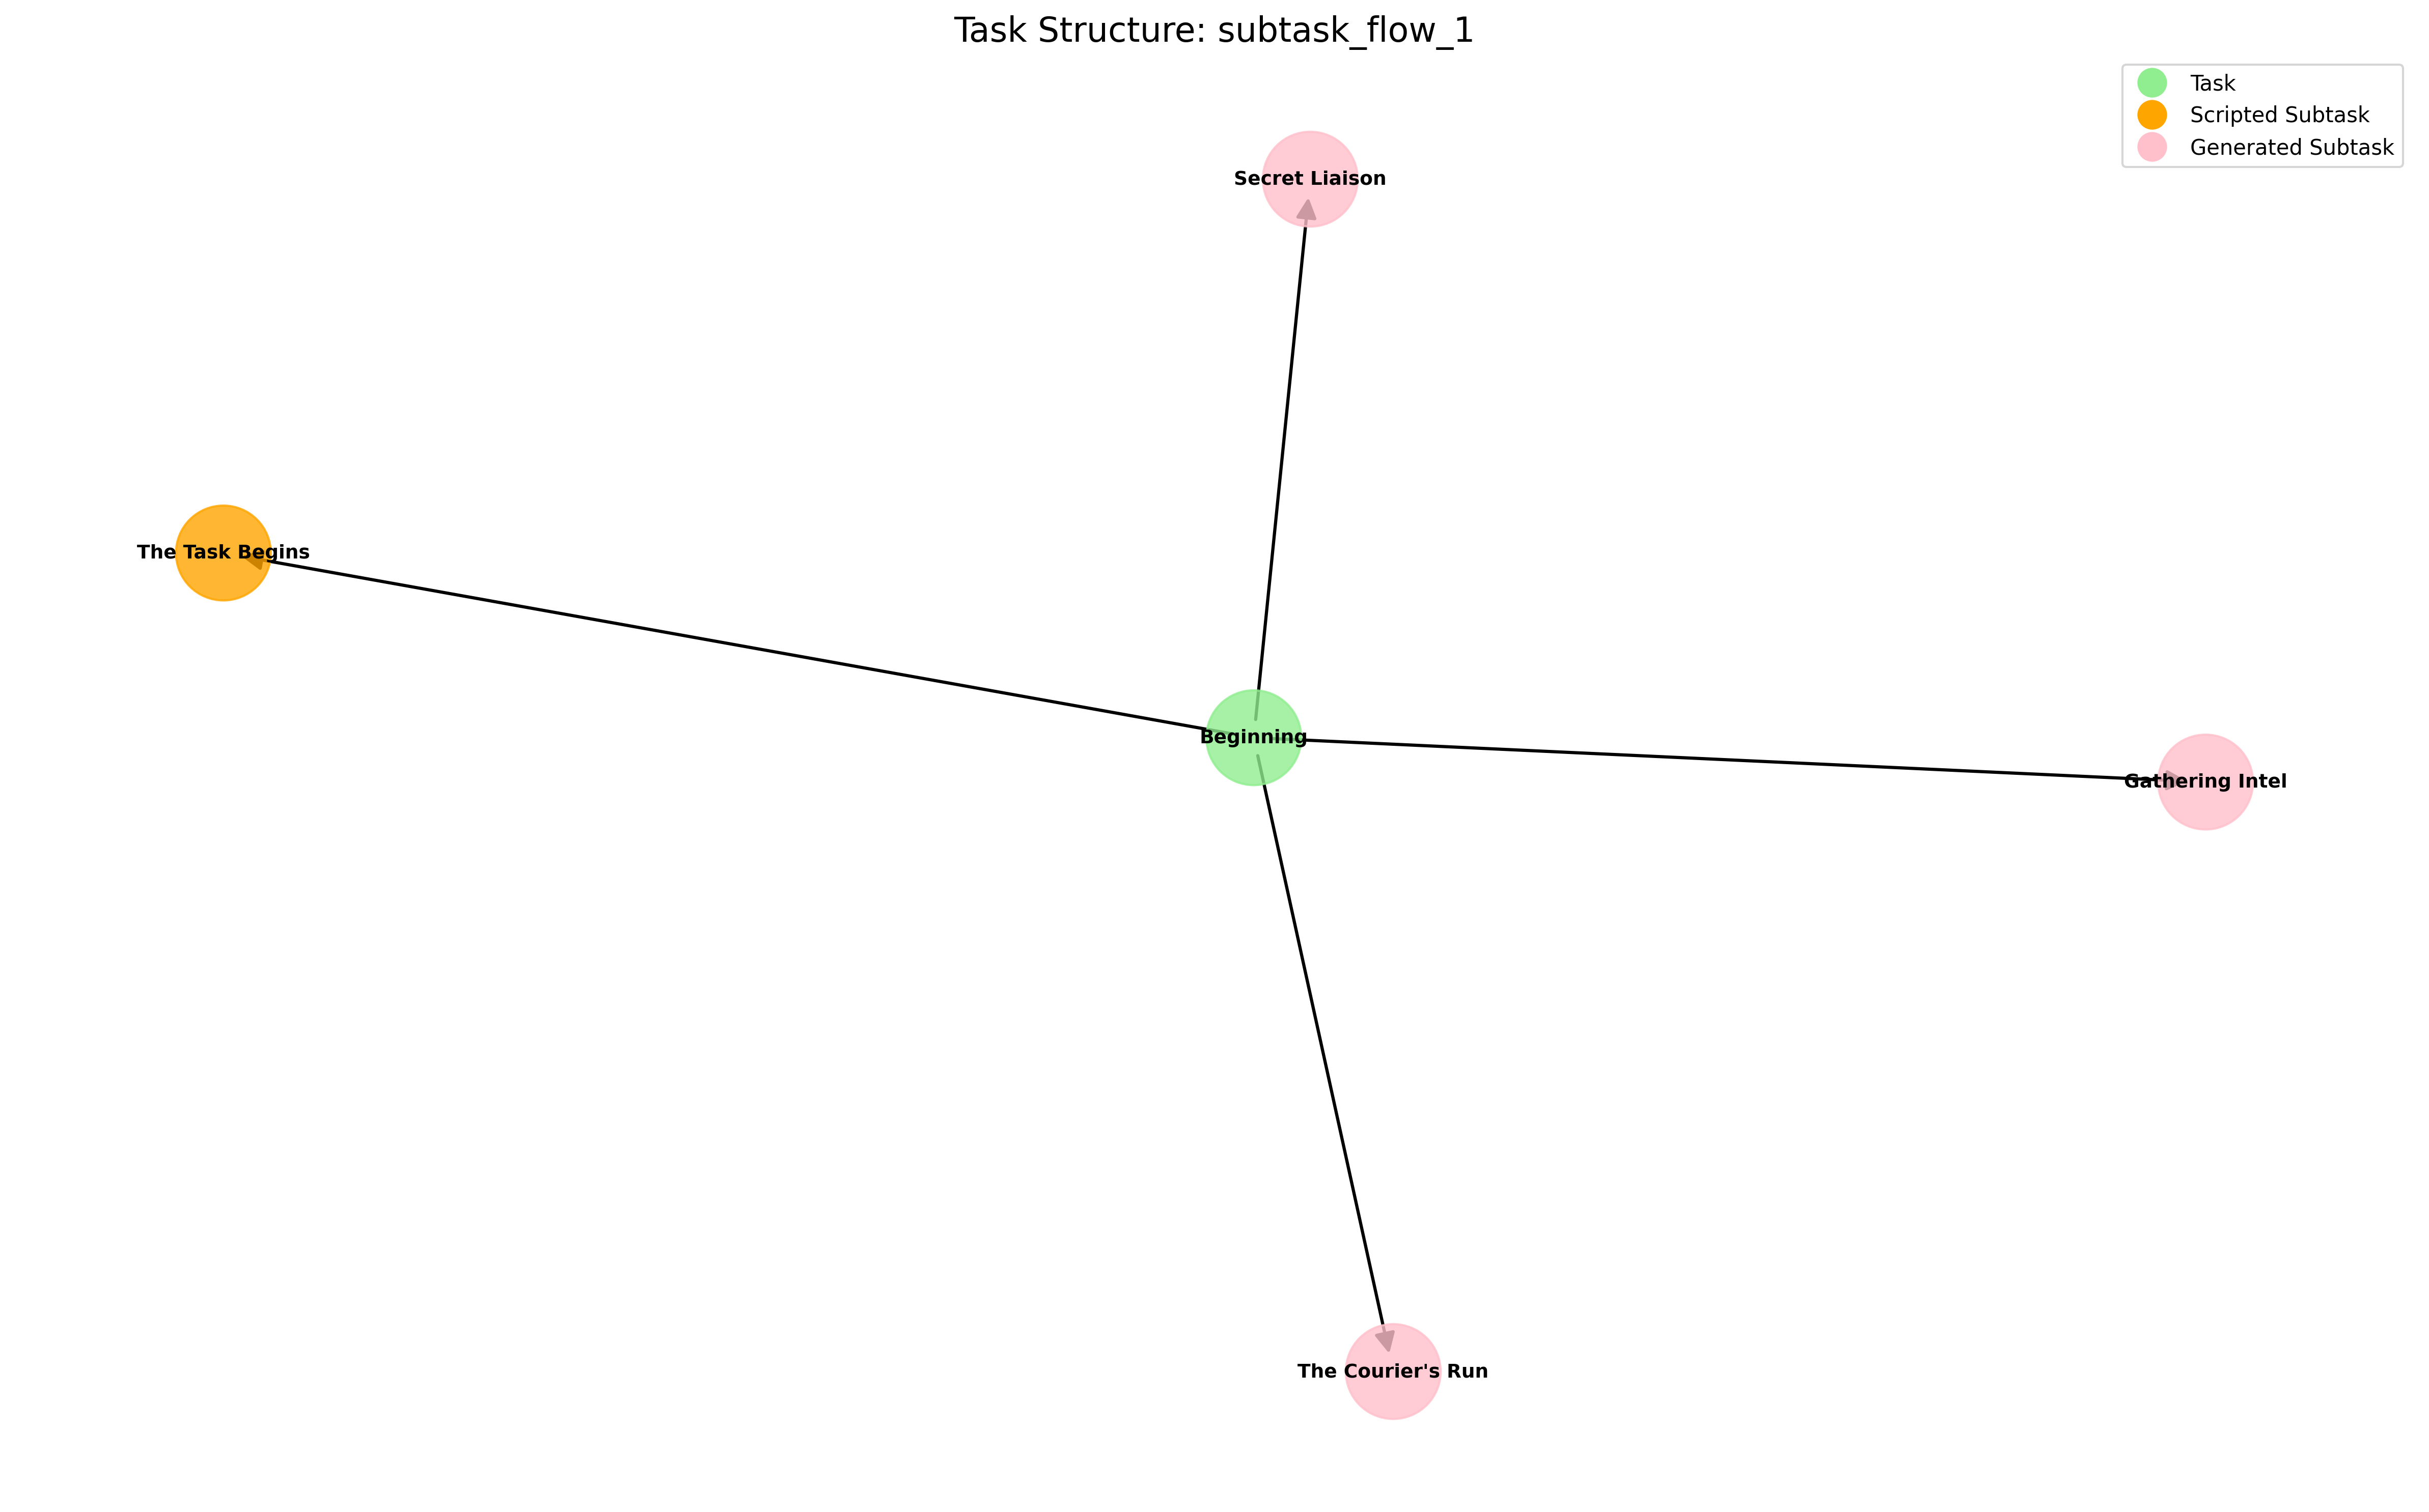 Task Structure: subtask_flow_1
Task
Scripted Subtask
Generated Subtask
Secret Liaison
The Task Begins
Beginning
Gathering Intel
The Courier's Run